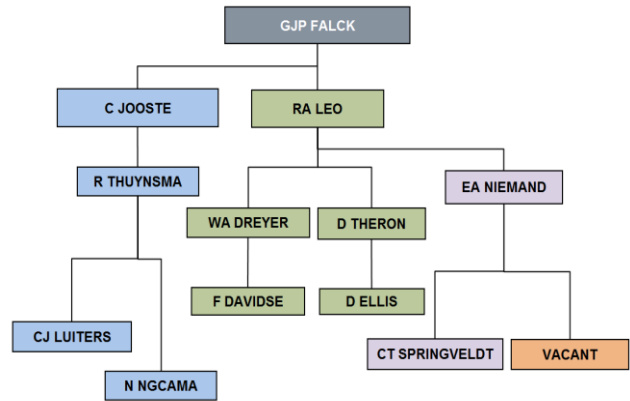 GJP FALCK
C JOOSTE
RA LEO
R THUYNSMA
EA NIEMAND
WA DREYER
D THERON
F DAVIDSE
D ELLIS
CJ LUITERS
CT SPRINGVELDT
VACANT
N NGCAMA